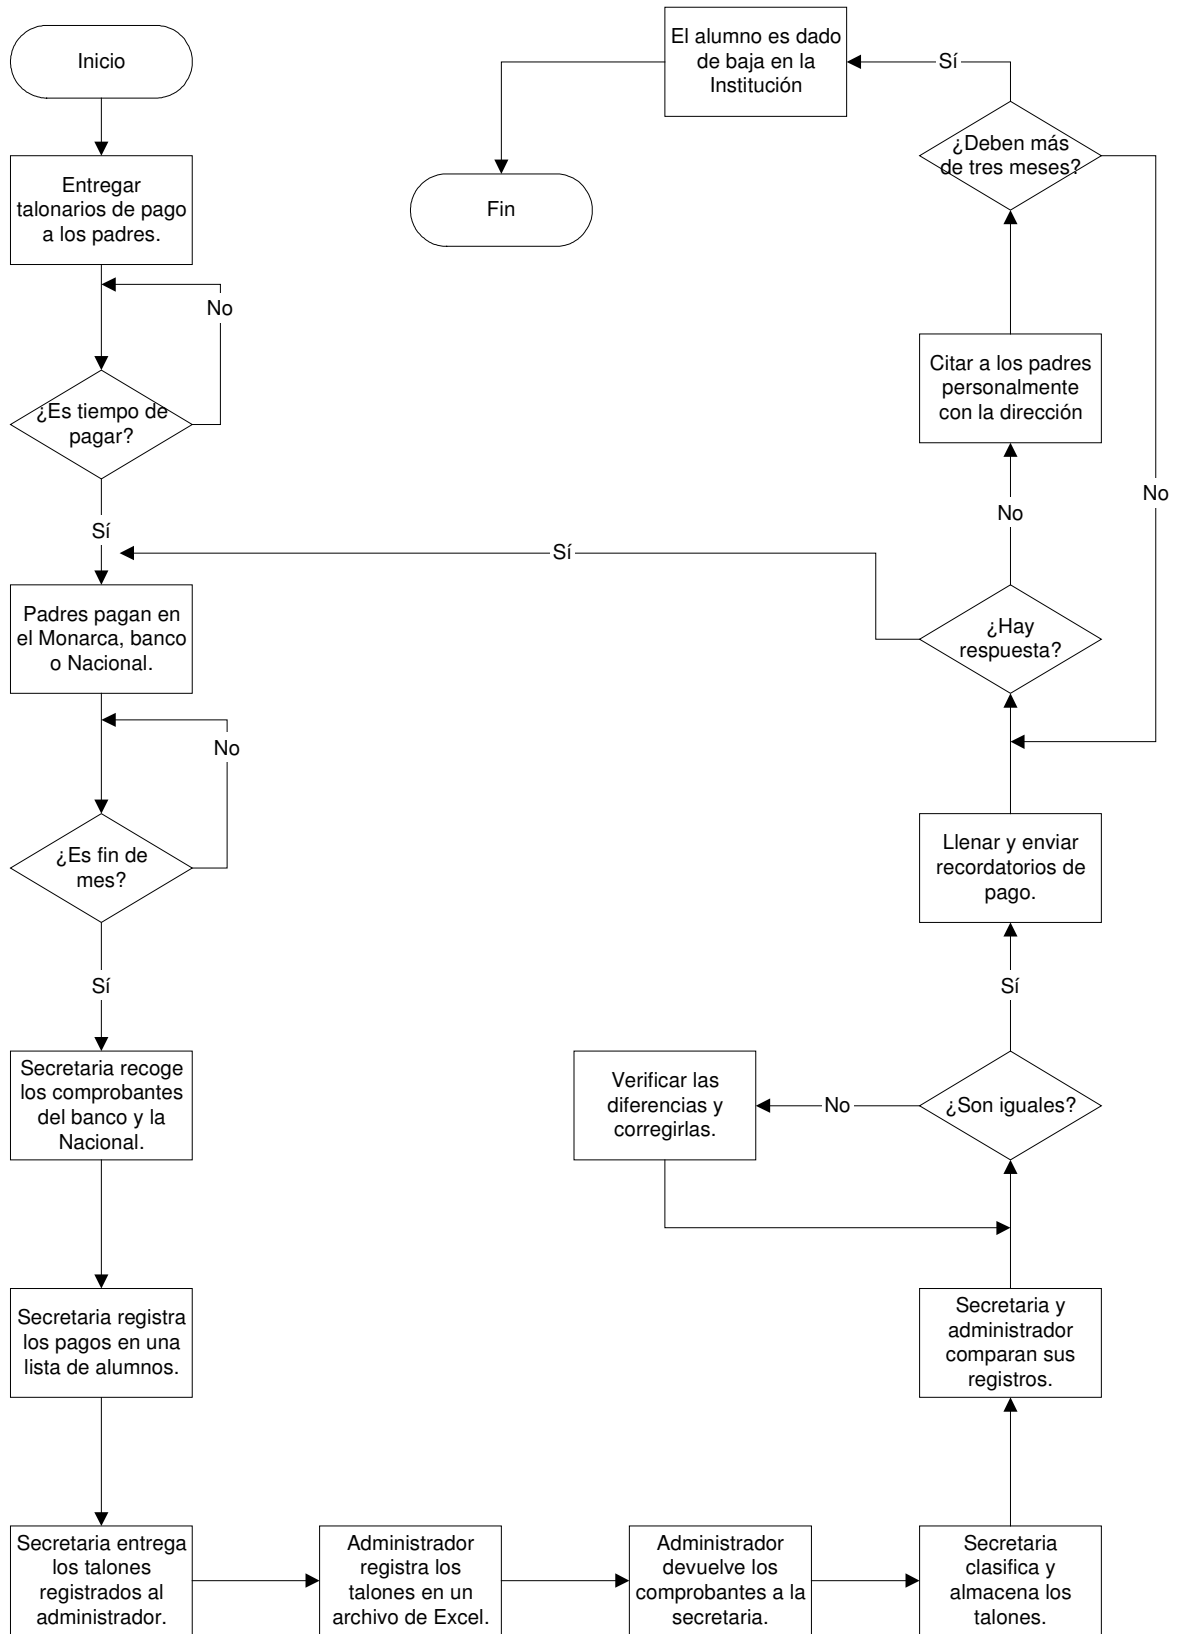 Inicio
Entregar
talonarios de pago
a los padres.
No
¿Es tiempo de
pagar?
Sí
Padres pagan en
el Monarca, banco
o Nacional.
No
¿Es fin de
mes?
Sí
Secretaria recoge
los comprobantes
del banco y la
Nacional.
Secretaria registra
los pagos en una
lista de alumnos.
Secretaria entrega
los talones
registrados al
administrador.
Administrador
registra los
talones en un
archivo de Excel.
Administrador
devuelve los
comprobantes a la
secretaria.
Secretaria
clasifica y
almacena los
talones.
Secretaria y
administrador
comparan sus
registros.
¿Son iguales?
No
Verificar las
diferencias y
corregirlas.
Sí
Llenar y enviar
recordatorios de
pago.
¿Hay
respuesta?
Sí
No
Citar a los padres
personalmente
con la dirección
¿Deben más
de tres meses?
No
Sí
El alumno es dado
de baja en la
Institución
Fin